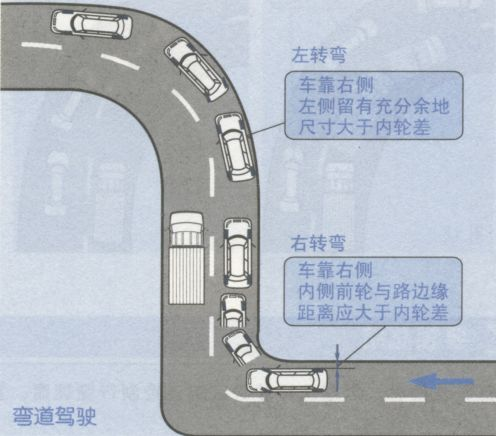 左转弯
车靠右侧
左侧留有充分余地
尺寸大于内轮差
右转弯
车靠右侧
内侧前轮与路边缘
距离应大于内轮差
弯道驾驶